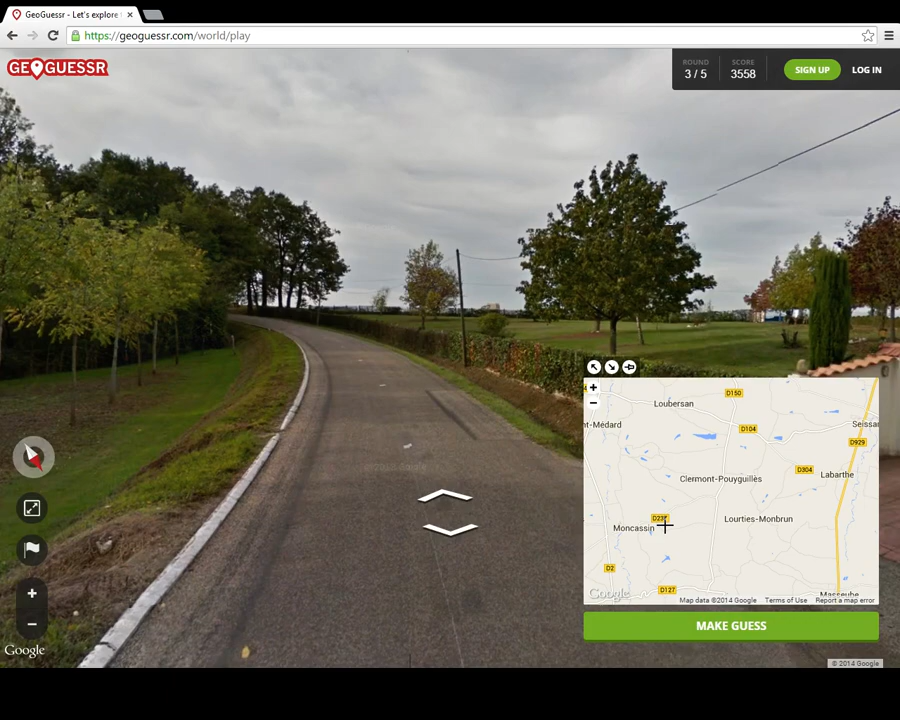 GeoGuessr - Let's explore
https://geoguessr.com/world/play
GEOGUESSR
ROUND
3 / 5
SCORE
3558
SIGN UP
LOG IN
D150
Loubersan
nt-Médard
D104
Seissa
D929
Clermont-Pouyguillès
D304
Labarthe
Moncassin
Lourties-Monbrun
D2
D127
Masseube
Google
Map data ©2014 Google
Terms of Use
Report a map error
MAKE GUESS
Google
© 2014 Google